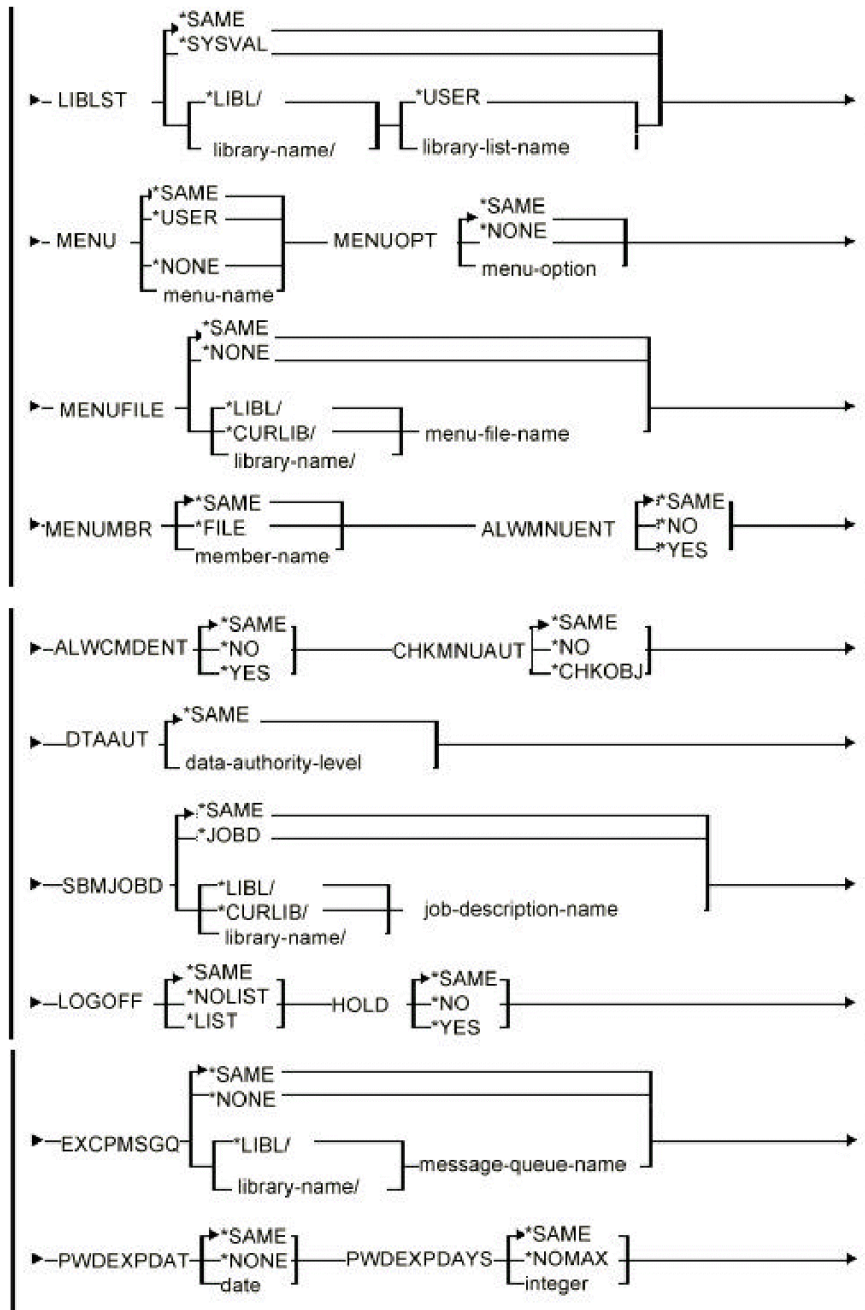 *SAME
*SYSVAL
LIBLST
*LIBL/
*USER
library-name/
library-list-name
*SAME
*USER
MENU
*NONE
menu-name
MENUOPT
*SAME
*NONE
menu-option
*SAME
*NONE
MENUFILE
*LIBL/
*CURLIB/
library-name/
menu-file-name
MENUMBR
*SAME
*FILE
member-name
ALWMNUENT
*SAME
*NO
*YES
ALWCMDENT
*SAME
*NO
*YES
CHKMNUAUT
*SAME
*NO
*CHKOBJ
DTAAUT
*SAME
data-authority-level
*SAME
*JOBD
SBMJOBD
*LIBL/
*CURLIB/
library-name/
job-description-name
LOGOFF
*SAME
*NOLIST
*LIST
HOLD
*SAME
*NO
*YES
*SAME
*NONE
EXCPMSGQ
*LIBL/
library-name/
message-queue-name
PWDEXPDAT
*SAME
*NONE
date
PWDEXPDAYS
*SAME
*NOMAX
integer